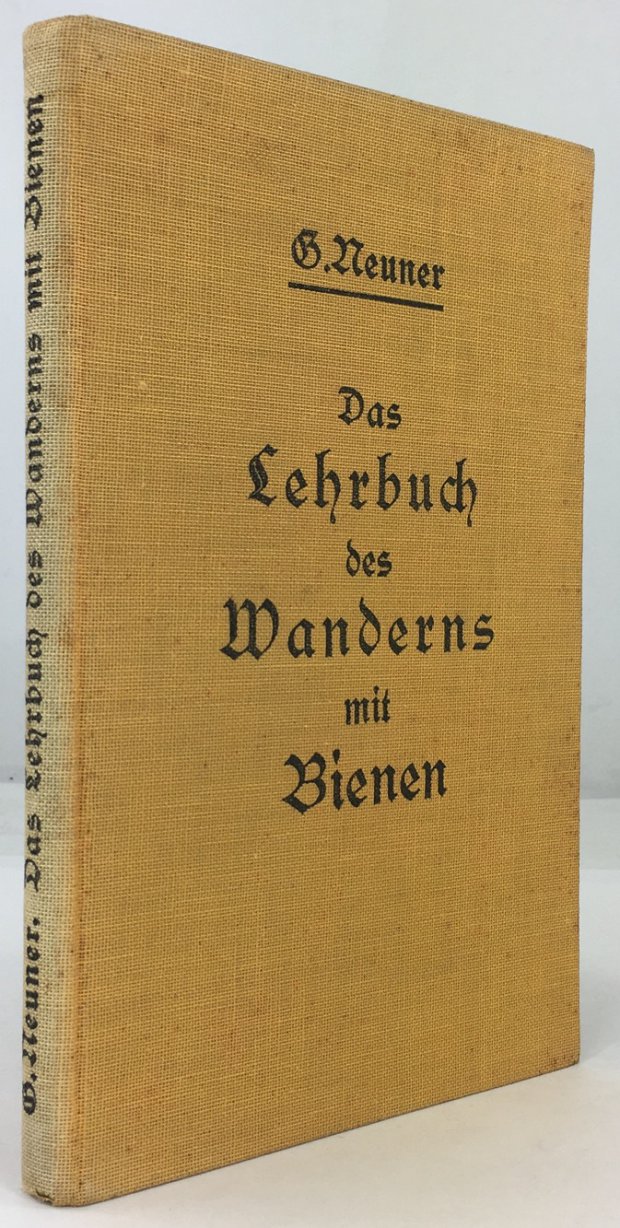 G. Neuner. Das Lehrbuch des Wanderns mit Bienen
G. Neuner
Das
Lehrbuch
des
Wanderns
mit
Bienen